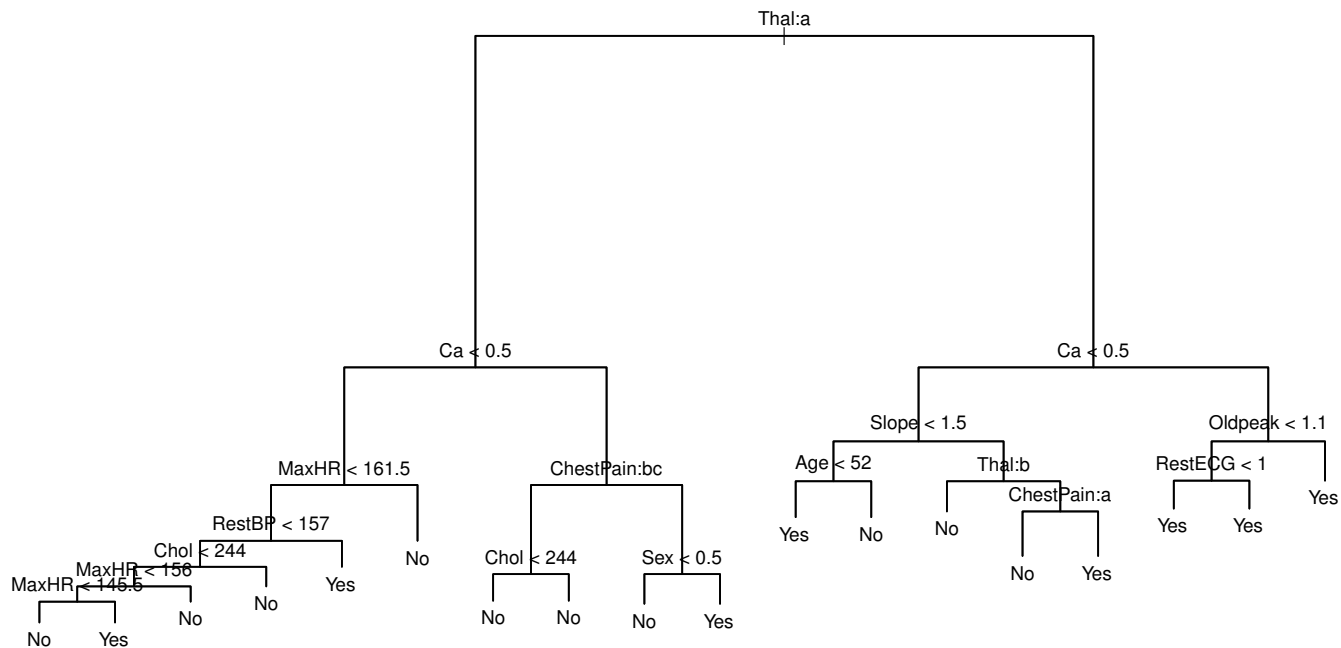 Thal:a
Ca < 0.5
Ca < 0.5
Slope < 1.5
Oldpeak < 1.1
MaxHR < 161.5
ChestPain:bc
Age < 52
Thal:b
RestECG < 1
ChestPain:a
Yes
RestBP < 157
Yes
No
No
Yes
Yes
Chol < 244
No
Chol < 244
Sex < 0.5
MaxHR < 156
Yes
No
Yes
MaxHR < 145.5
No
No
No
No
No
Yes
No
Yes